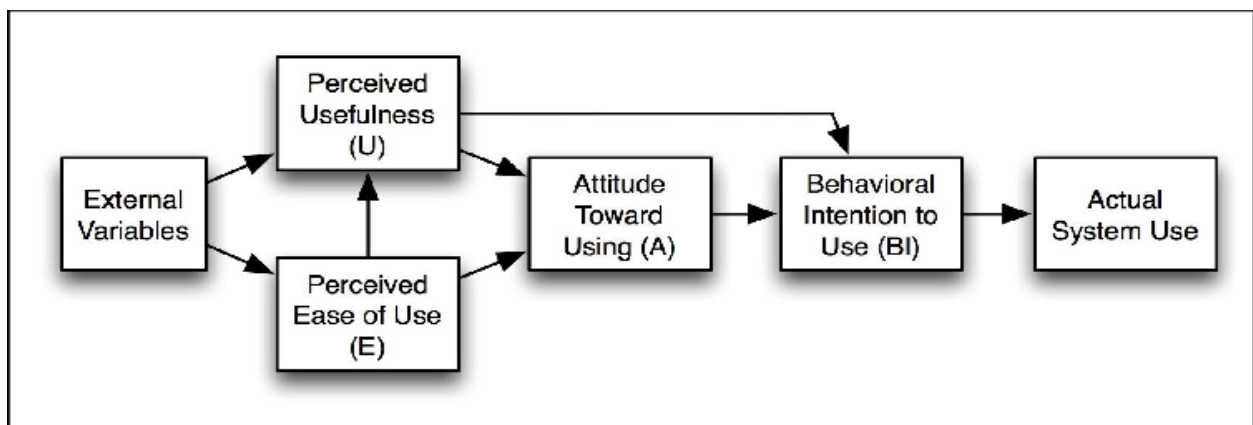 External
Variables
Perceived
Usefulness
(U)
Perceived
Ease of Use
(E)
Attitude
Toward
Using (A)
Behavioral
Intention to
Use (BI)
Actual
System Use